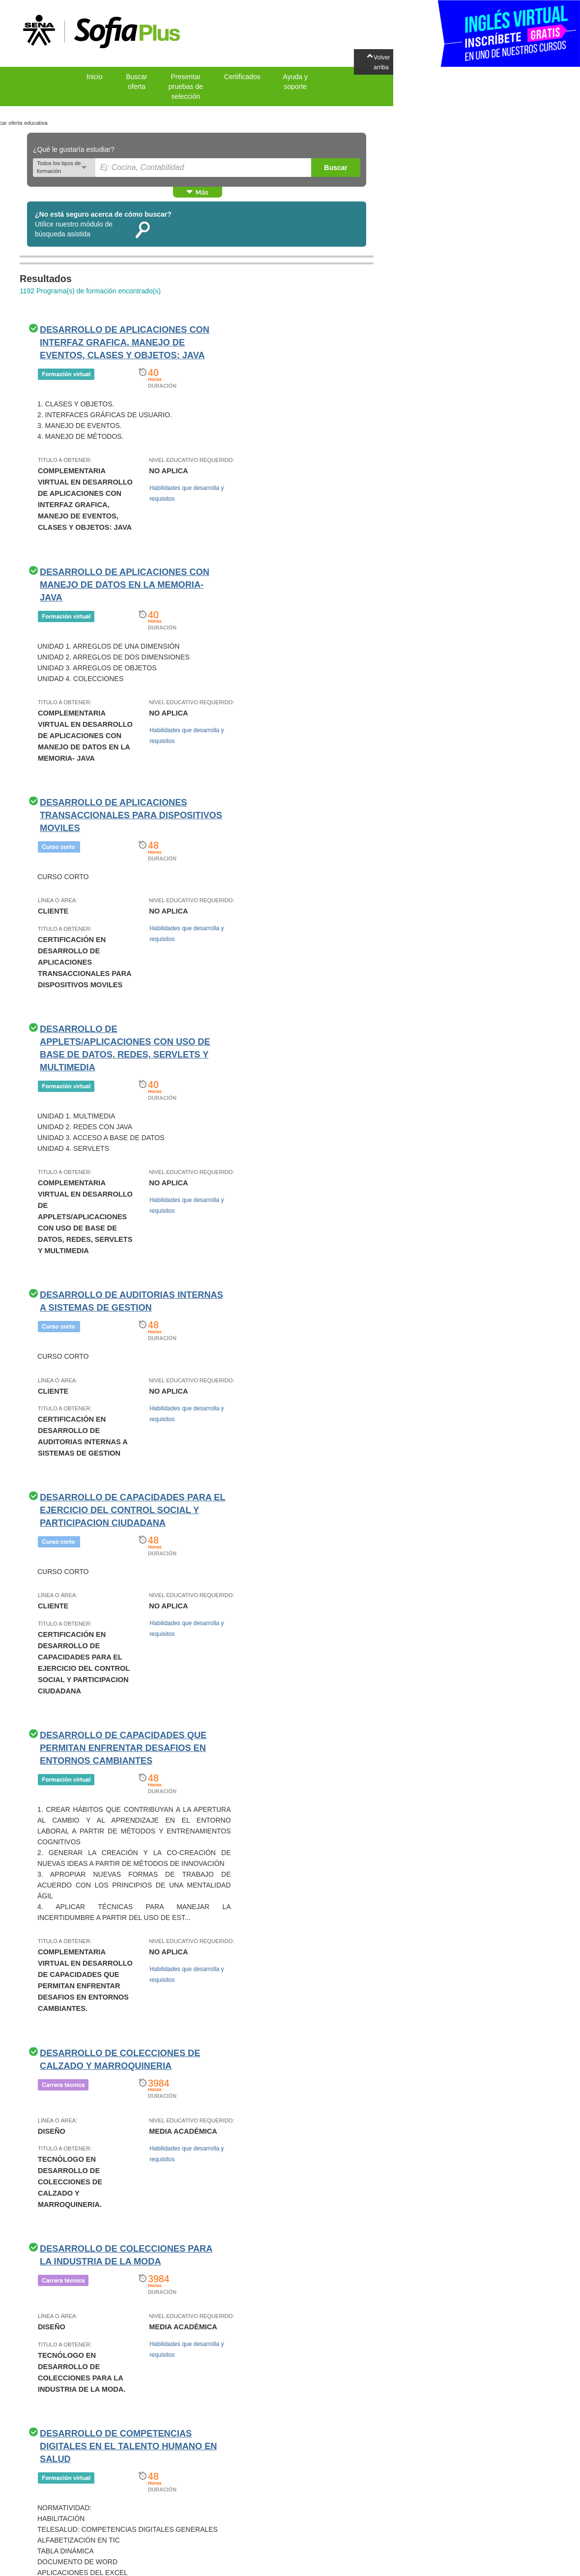 SENA
SofiaPlus
INGLÉS VIRTUAL
INSCRÍBETE GRATIS
EN UNO DE NUESTROS CURSOS
Volver
arriba
Inicio
Buscar
oferta
Presentar
pruebas de
selección
Certificados
Ayuda y
soporte
car oferta educativa
¿Qué le gustaría estudiar?
Todos los tipos de
formación
Ej: Cocina, Contabilidad
Buscar
Más
¿No está seguro acerca de cómo buscar?
Utilice nuestro módulo de
búsqueda asistida
Resultados
1192 Programa(s) de formación encontrado(s)
DESARROLLO DE APLICACIONES CON
INTERFAZ GRAFICA, MANEJO DE
EVENTOS, CLASES Y OBJETOS: JAVA
Formación virtual
40
Horas
DURACIÓN
1. CLASES Y OBJETOS.
2. INTERFACES GRÁFICAS DE USUARIO.
3. MANEJO DE EVENTOS.
4. MANEJO DE MÉTODOS.
TITULO A OBTENER:
COMPLEMENTARIA
VIRTUAL EN DESARROLLO
DE APLICACIONES CON
INTERFAZ GRAFICA,
MANEJO DE EVENTOS,
CLASES Y OBJETOS: JAVA
NIVEL EDUCATIVO REQUERIDO:
NO APLICA
Habilidades que desarrolla y
requisitos
DESARROLLO DE APLICACIONES CON
MANEJO DE DATOS EN LA MEMORIA-
JAVA
Formación virtual
40
Horas
DURACIÓN
UNIDAD 1. ARREGLOS DE UNA DIMENSIÓN
UNIDAD 2. ARREGLOS DE DOS DIMENSIONES
UNIDAD 3. ARREGLOS DE OBJETOS
UNIDAD 4. COLECCIONES
TITULO A OBTENER:
COMPLEMENTARIA
VIRTUAL EN DESARROLLO
DE APLICACIONES CON
MANEJO DE DATOS EN LA
MEMORIA- JAVA
NIVEL EDUCATIVO REQUERIDO:
NO APLICA
Habilidades que desarrolla y
requisitos
DESARROLLO DE APLICACIONES
TRANSACCIONALES PARA DISPOSITIVOS
MOVILES
Curso corto
48
Horas
DURACIÓN
CURSO CORTO
LÍNEA O ÁREA:
CLIENTE
TITULO A OBTENER:
CERTIFICACIÓN EN
DESARROLLO DE
APLICACIONES
TRANSACCIONALES PARA
DISPOSITIVOS MOVILES
NIVEL EDUCATIVO REQUERIDO:
NO APLICA
Habilidades que desarrolla y
requisitos
DESARROLLO DE
APPLETS/APLICACIONES CON USO DE
BASE DE DATOS, REDES, SERVLETS Y
MULTIMEDIA
Formación virtual
40
Horas
DURACIÓN
UNIDAD 1. MULTIMEDIA
UNIDAD 2. REDES CON JAVA
UNIDAD 3. ACCESO A BASE DE DATOS
UNIDAD 4. SERVLETS
TITULO A OBTENER:
COMPLEMENTARIA
VIRTUAL EN DESARROLLO
DE
APPLETS/APLICACIONES
CON USO DE BASE DE
DATOS, REDES, SERVLETS
Y MULTIMEDIA
NIVEL EDUCATIVO REQUERIDO:
NO APLICA
Habilidades que desarrolla y
requisitos
DESARROLLO DE AUDITORIAS INTERNAS
A SISTEMAS DE GESTION
Curso corto
48
Horas
DURACIÓN
CURSO CORTO
LÍNEA O ÁREA:
CLIENTE
TITULO A OBTENER:
CERTIFICACIÓN EN
DESARROLLO DE
AUDITORIAS INTERNAS A
SISTEMAS DE GESTION
NIVEL EDUCATIVO REQUERIDO:
NO APLICA
Habilidades que desarrolla y
requisitos
DESARROLLO DE CAPACIDADES PARA EL
EJERCICIO DEL CONTROL SOCIAL Y
PARTICIPACION CIUDADANA
Curso corto
48
Horas
DURACIÓN
CURSO CORTO
LÍNEA O ÁREA:
CLIENTE
TITULO A OBTENER:
CERTIFICACIÓN EN
DESARROLLO DE
CAPACIDADES PARA EL
EJERCICIO DEL CONTROL
SOCIAL Y PARTICIPACION
CIUDADANA
NIVEL EDUCATIVO REQUERIDO:
NO APLICA
Habilidades que desarrolla y
requisitos
DESARROLLO DE CAPACIDADES QUE
PERMITAN ENFRENTAR DESAFIOS EN
ENTORNOS CAMBIANTES
Formación virtual
48
Horas
DURACIÓN
1. CREAR HÁBITOS QUE CONTRIBUYAN A LA APERTURA
AL CAMBIO Y AL APRENDIZAJE EN EL ENTORNO
LABORAL A PARTIR DE MÉTODOS Y ENTRENAMIENTOS
COGNITIVOS
2. GENERAR LA CREACIÓN Y LA CO-CREACIÓN DE
NUEVAS IDEAS A PARTIR DE MÉTODOS DE INNOVACIÓN
3. APROPIAR NUEVAS FORMAS DE TRABAJO DE
ACUERDO CON LOS PRINCIPIOS DE UNA MENTALIDAD
ÁGIL
4. APLICAR TÉCNICAS PARA MANEJAR LA
INCERTIDUMBRE A PARTIR DEL USO DE EST...
TITULO A OBTENER:
COMPLEMENTARIA
VIRTUAL EN DESARROLLO
DE CAPACIDADES QUE
PERMITAN ENFRENTAR
DESAFIOS EN ENTORNOS
CAMBIANTES.
NIVEL EDUCATIVO REQUERIDO:
NO APLICA
Habilidades que desarrolla y
requisitos
DESARROLLO DE COLECCIONES DE
CALZADO Y MARROQUINERIA
Carrera técnica
3984
Horas
DURACIÓN
LÍNEA O ÁREA:
DISEÑO
TITULO A OBTENER:
TECNÓLOGO EN
DESARROLLO DE
COLECCIONES DE
CALZADO Y
MARROQUINERIA.
NIVEL EDUCATIVO REQUERIDO:
MEDIA ACADÉMICA
Habilidades que desarrolla y
requisitos
DESARROLLO DE COLECCIONES PARA
LA INDUSTRIA DE LA MODA
Carrera técnica
3984
Horas
DURACIÓN
LÍNEA O ÁREA:
DISEÑO
TITULO A OBTENER:
TECNÓLOGO EN
DESARROLLO DE
COLECCIONES PARA LA
INDUSTRIA DE LA MODA.
NIVEL EDUCATIVO REQUERIDO:
MEDIA ACADÉMICA
Habilidades que desarrolla y
requisitos
DESARROLLO DE COMPETENCIAS
DIGITALES EN EL TALENTO HUMANO EN
SALUD
Formación virtual
48
Horas
DURACIÓN
NORMATIVIDAD:
HABILITACIÓN
TELESALUD: COMPETENCIAS DIGITALES GENERALES
ALFABETIZACIÓN EN TIC
TABLA DINÁMICA
DOCUMENTO DE WORD
APLICACIONES DEL EXCEL